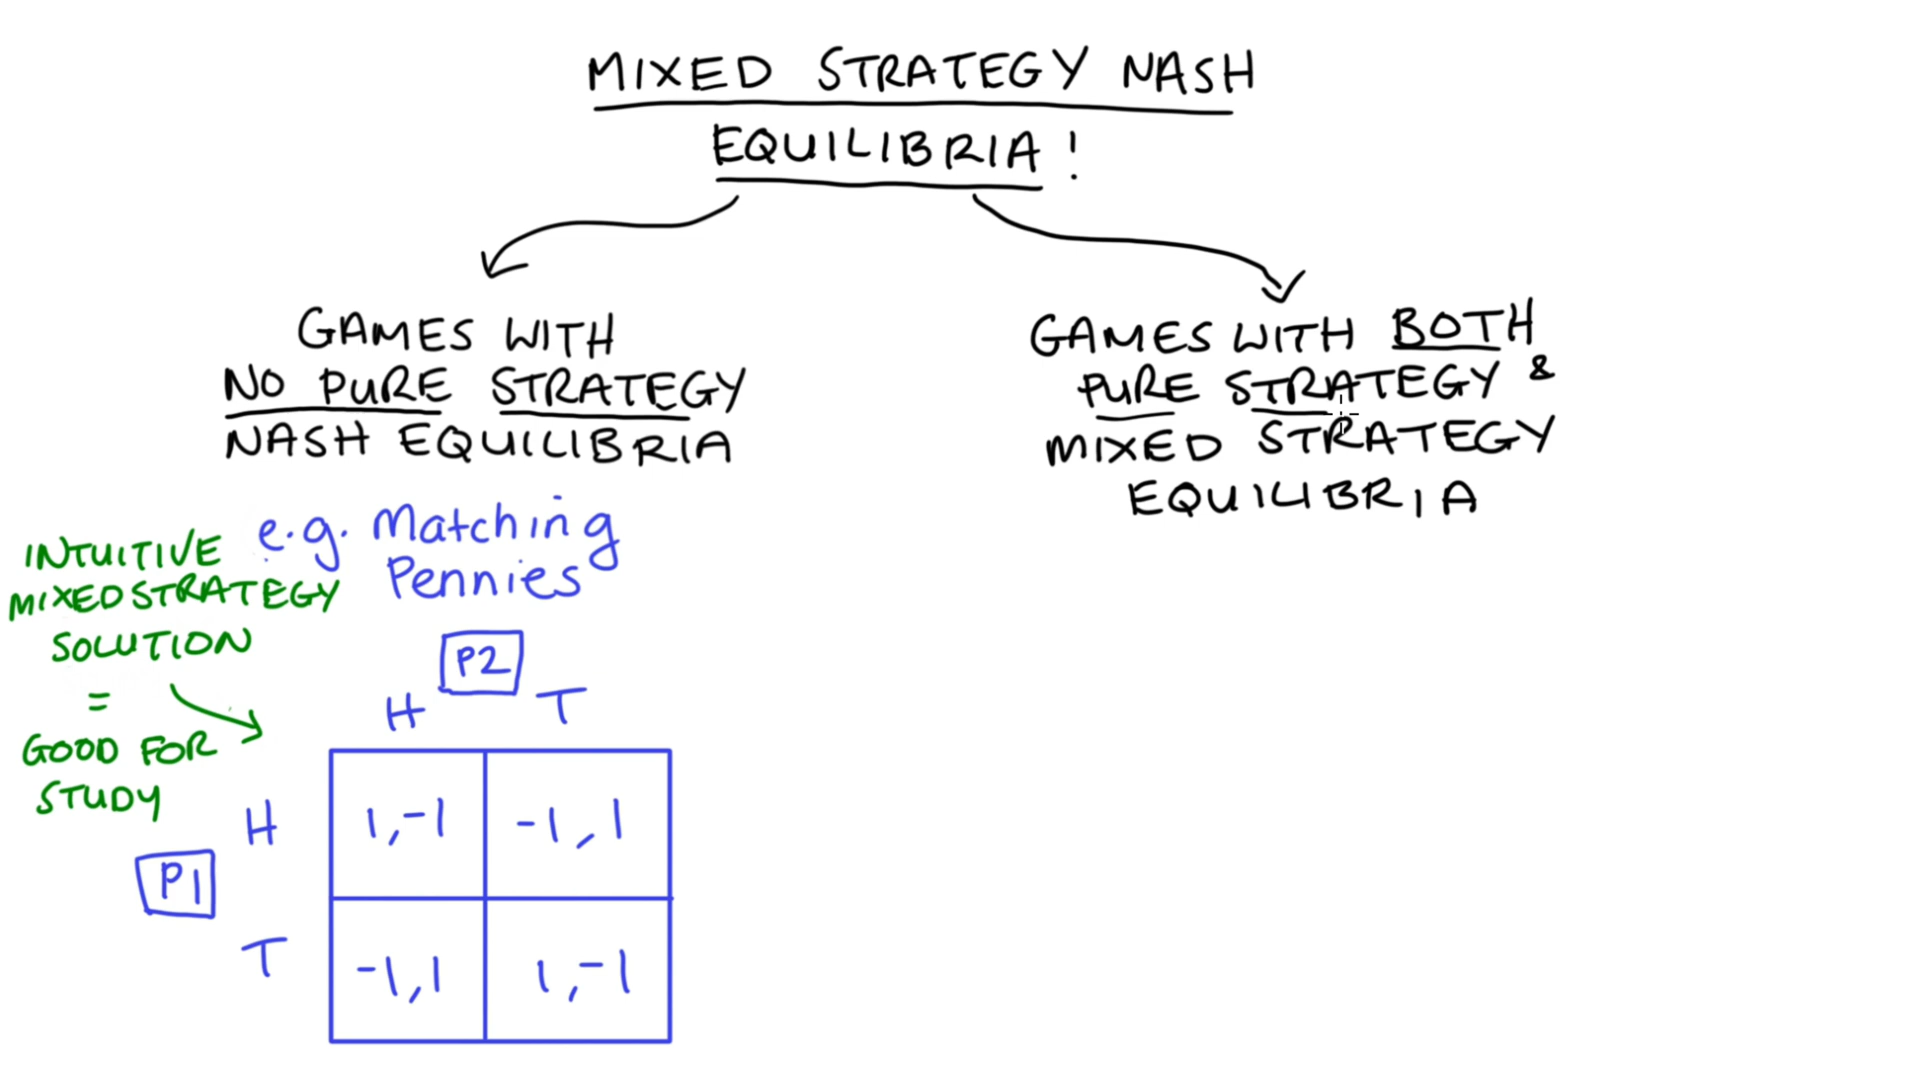 MIXED STRATEGY NASH
EQUILIBRIA!
GAMES WITH
NO PURE STRATEGY
NASH EQUILIBRIA
GAMES WITH BOTH
PURE STRATEGY &
MIXED STRATEGY
EQUILIBRIA
e.g. Matching
Pennies
INTUITIVE
MIXED STRATEGY
SOLUTION
=
GOOD FOR
STUDY
P2
H T
H 1,-1 -1,1
P1
T -1,1 1,-1